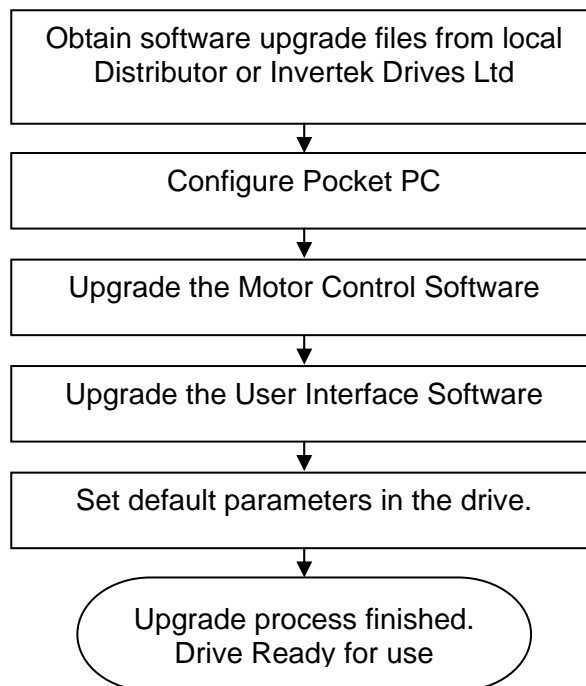 Obtain software upgrade files from local
Distributor or Invertek Drives Ltd
Configure Pocket PC
Upgrade the Motor Control Software
Upgrade the User Interface Software
Set default parameters in the drive.
Upgrade process finished.
Drive Ready for use